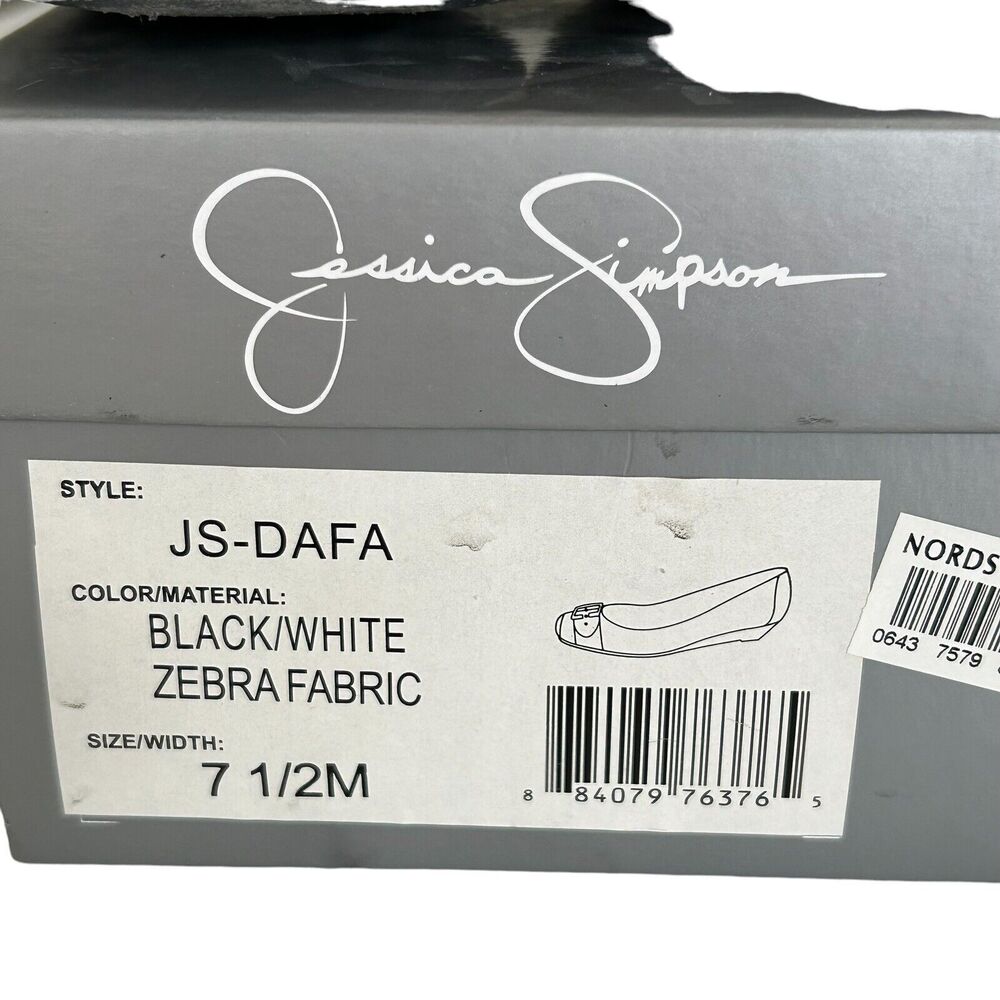 Jessica Simpson
STYLE:
JS-DAFA
COLOR/MATERIAL:
BLACK/WHITE
ZEBRA FABRIC
SIZE/WIDTH:
7 1/2M
8 84079 76376 5
NORDS
0643 7579